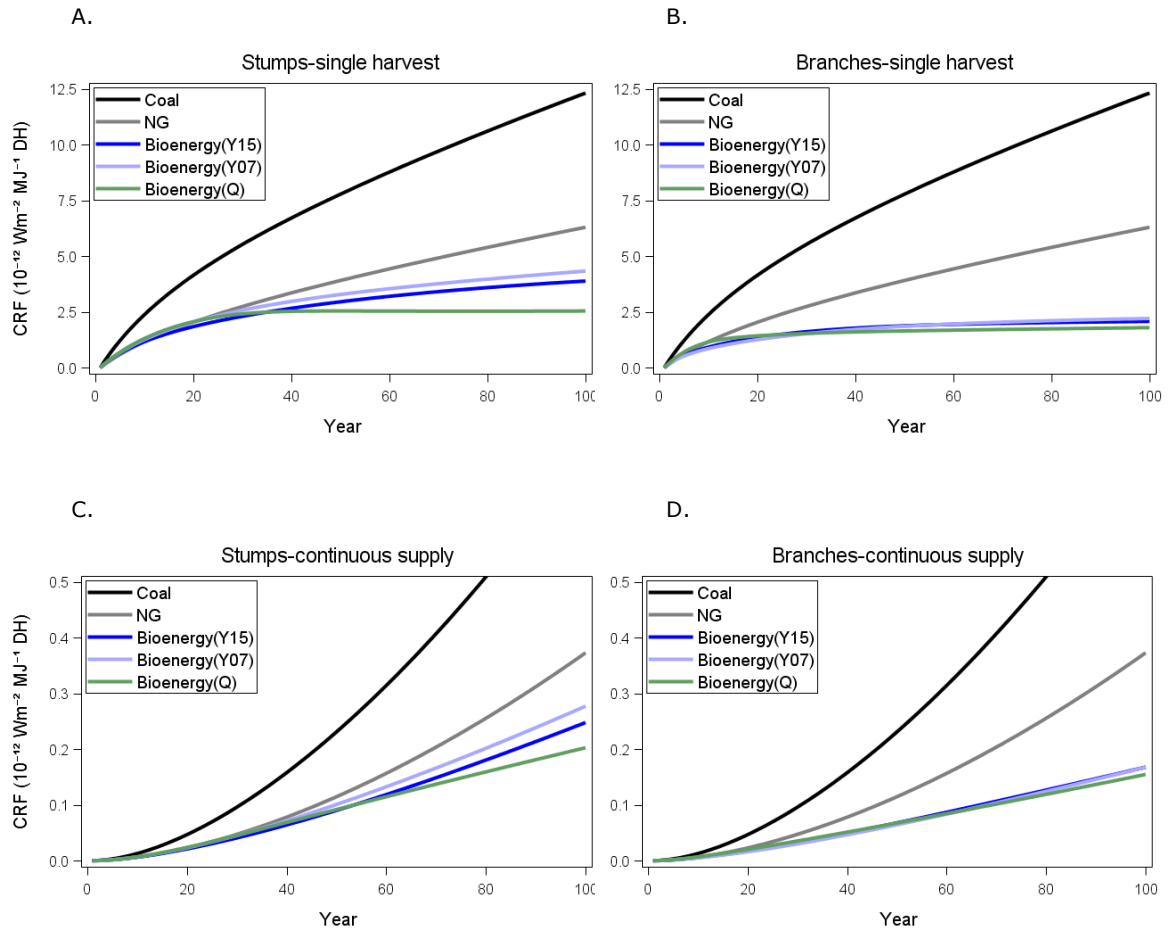 A.
Stumps-single harvest
CRF (10⁻¹² Wm⁻² MJ⁻¹ DH)
12.5
10.0
7.5
5.0
2.5
0.0
Coal
NG
Bioenergy(Y15)
Bioenergy(Y07)
Bioenergy(Q)
0 20 40 60 80 100
Year
B.
Branches-single harvest
12.5
10.0
7.5
5.0
2.5
0.0
Coal
NG
Bioenergy(Y15)
Bioenergy(Y07)
Bioenergy(Q)
0 20 40 60 80 100
Year
C.
Stumps-continuous supply
CRF (10⁻¹² Wm⁻² MJ⁻¹ DH)
0.5
0.4
0.3
0.2
0.1
0.0
Coal
NG
Bioenergy(Y15)
Bioenergy(Y07)
Bioenergy(Q)
0 20 40 60 80 100
Year
D.
Branches-continuous supply
0.5
0.4
0.3
0.2
0.1
0.0
Coal
NG
Bioenergy(Y15)
Bioenergy(Y07)
Bioenergy(Q)
0 20 40 60 80 100
Year